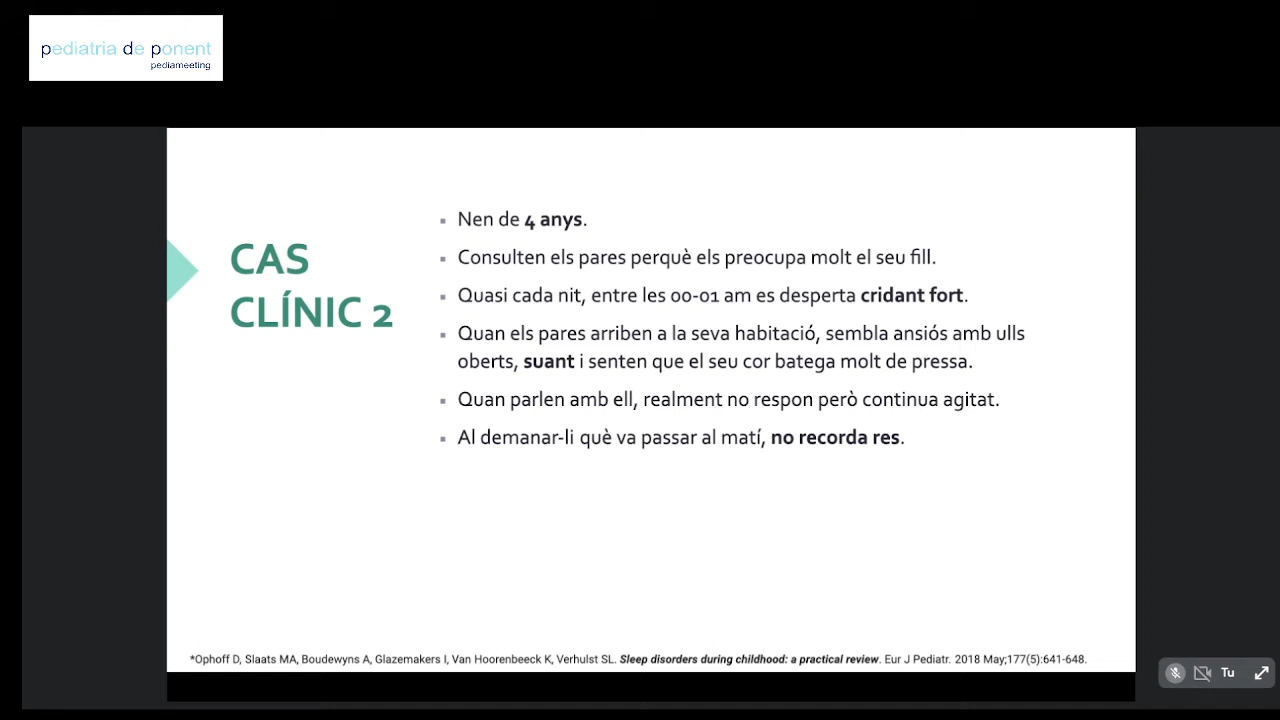 pediatria de ponent
pediameeting
CAS
CLÍNIC 2
Nen de 4 anys.
Consulten els pares perquè els preocupa molt el seu fill.
Quasi cada nit, entre les 00-01 am es desperta cridant fort.
Quan els pares arriben a la seva habitació, sembla ansiós amb ulls
oberts, suant i senten que el seu cor batega molt de pressa.
Quan parlen amb ell, realment no respon però continua agitat.
Al demanar-li què va passar al matí, no recorda res.
*Ophoff D, Slaats MA, Boudewyns A, Glazemakers I, Van Hoorenbeeck K, Verhulst SL. Sleep disorders during childhood: a practical review. Eur J Pediatr. 2018 May;177(5):641-648.
Tu